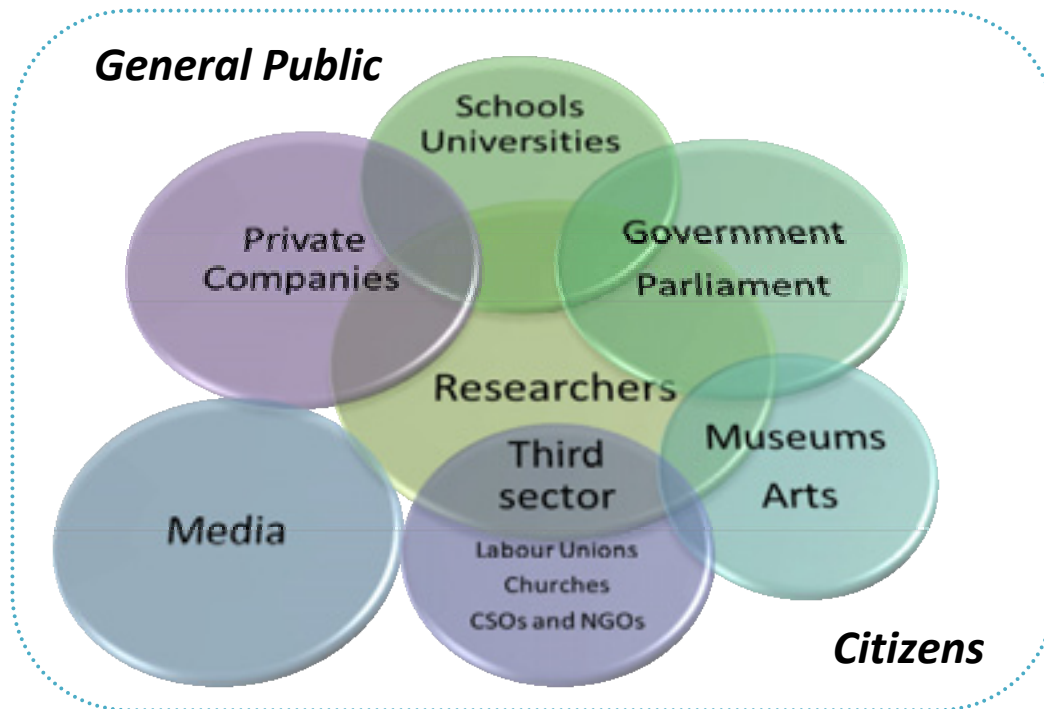 General Public
Schools
Universities
Private
Companies
Government
Parliament
Researchers
Third
sector
Labour Unions
Churches
CSOs and NGOs
Museums
Arts
Media
Citizens